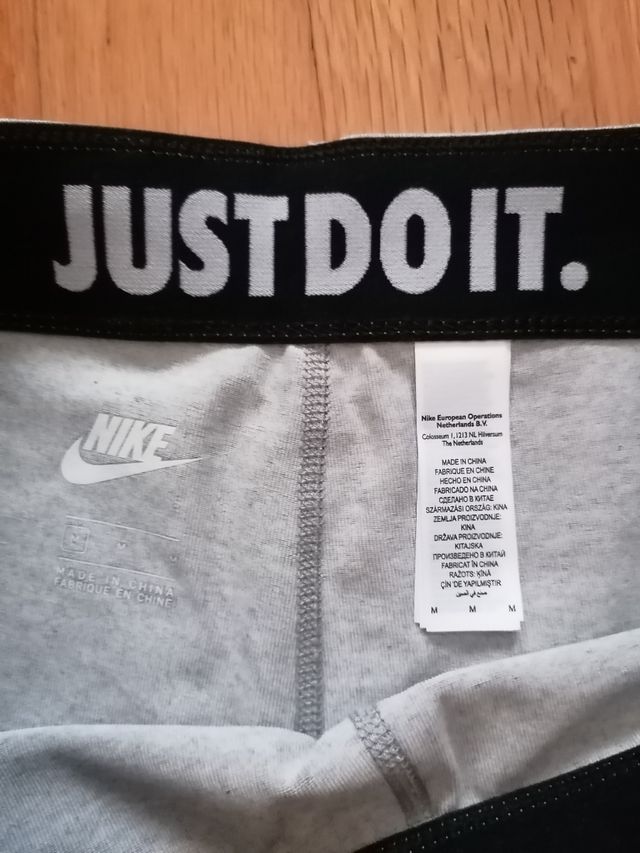 JUST DO IT.
NIKE
M
MADE IN CHINA
FABRIQUÉ EN CHINE
Nike European Operations
Netherlands B.V.
Colosseum 1, 1213 NL Hilversum
The Netherlands
MADE IN CHINA
FABRIQUE EN CHINE
HECHO EN CHINA
FABRICADO NA CHINA
СДЕЛАНО В КИТАЕ
SZÁRMAZÁSI ORSZÁG: KINA
ZEMLJA PROIZVODNJE:
KINA
DRŽAVA PROIZVODNJE:
KITAJSKA
ПРОИЗВЕДЕНО В КИТАЙ
FABRICAT ÎN CHINA
RAŽOTS: ĶĪNĀ
ÇİN'DE YAPILMIŞTIR
صنع في الصين
M M M